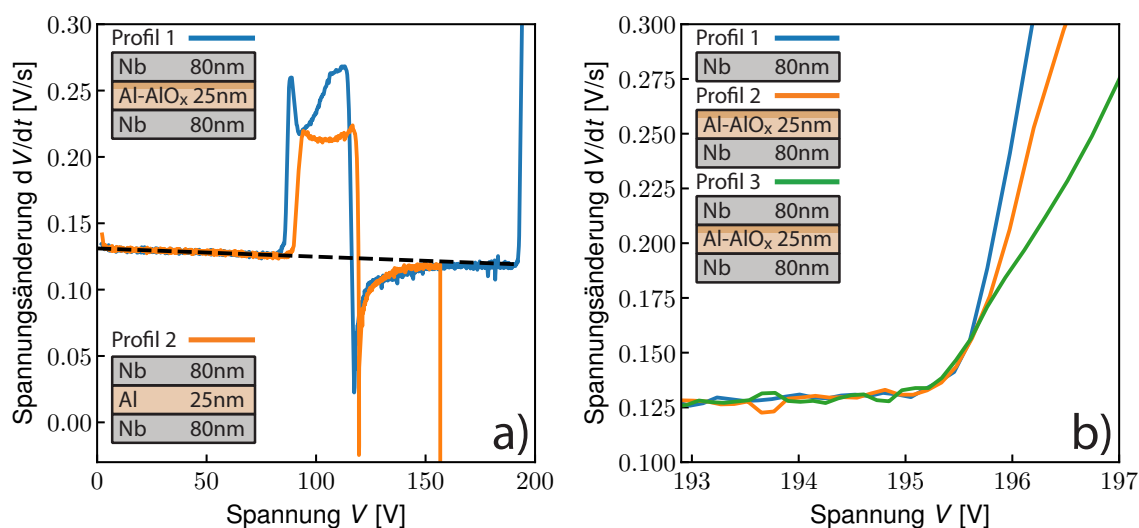 Profil 1
Nb 80nm
Al-AlOx 25nm
Nb 80nm
Profil 2
Nb 80nm
Al 25nm
Nb 80nm
a)
0.30
0.25
0.20
0.15
0.10
0.05
0.00
0 50 100 150 200
Spannung V [V]
Spannungsänderung dV/dt [V/s]
Profil 1
Nb 80nm
Profil 2
Al-AlOx 25nm
Nb 80nm
Profil 3
Nb 80nm
Al-AlOx 25nm
Nb 80nm
b)
0.300
0.275
0.250
0.225
0.200
0.175
0.150
0.125
0.100
193 194 195 196 197
Spannung V [V]
Spannungsänderung dV/dt [V/s]